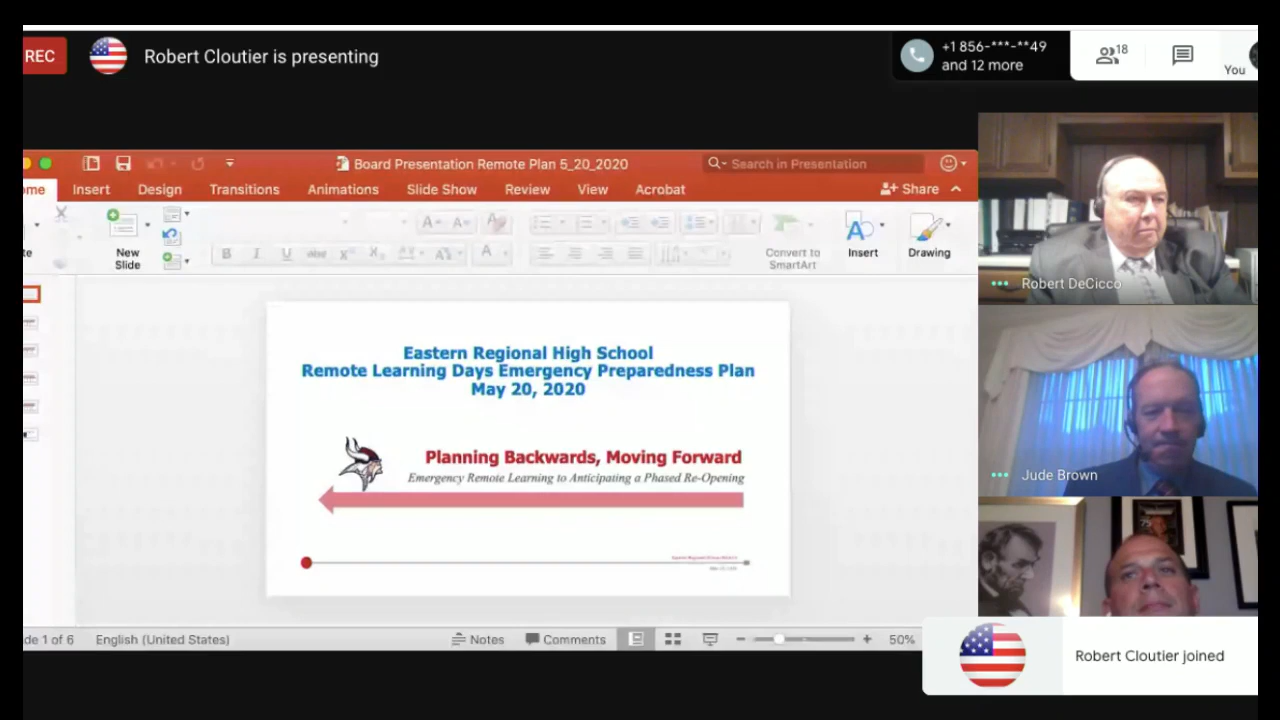 REC
Robert Cloutier is presenting
+1 856-***-**49
and 12 more
18
You
Board Presentation Remote Plan 5_20_2020
Search in Presentation
Insert
Design
Transitions
Animations
Slide Show
Review
View
Acrobat
Share
New
Slide
Convert to
SmartArt
Insert
Drawing
Robert DeCicco
Eastern Regional High School
Remote Learning Days Emergency Preparedness Plan
May 20, 2020
Planning Backwards, Moving Forward
Emergency Remote Learning to Anticipating a Phased Re-Opening
Jude Brown
de 1 of 6
English (United States)
Notes
Comments
50%
Robert Cloutier joined